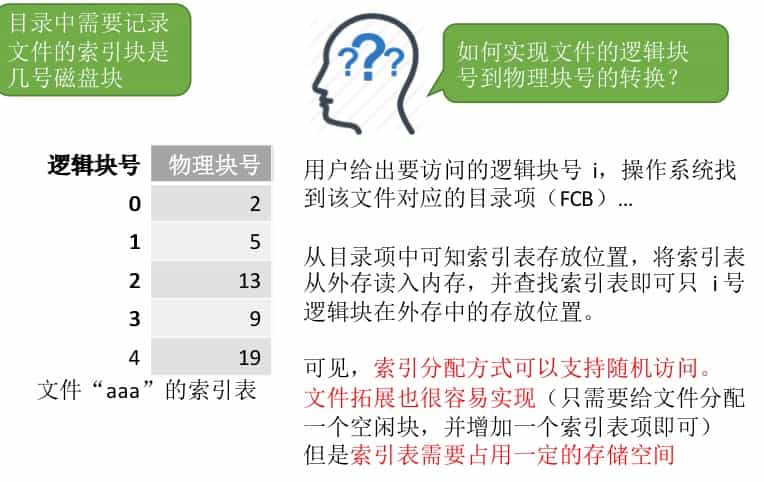 目录中需要记录
文件的索引块是
几号磁盘块
? ? ?
如何实现文件的逻辑块
号到物理块号的转换？
逻辑块号 物理块号
0 2
1 5
2 13
3 9
4 19
文件“aaa”的索引表
用户给出要访问的逻辑块号 i，操作系统找
到该文件对应的目录项（FCB）...
从目录项中可知索引表存放位置，将索引表
从外存读入内存，并查找索引表即可只 i 号
逻辑块在外存中的存放位置。
可见，索引分配方式可以支持随机访问。
文件拓展也很容易实现（只需要给文件分配
一个空闲块，并增加一个索引表项即可）
但是索引表需要占用一定的存储空间